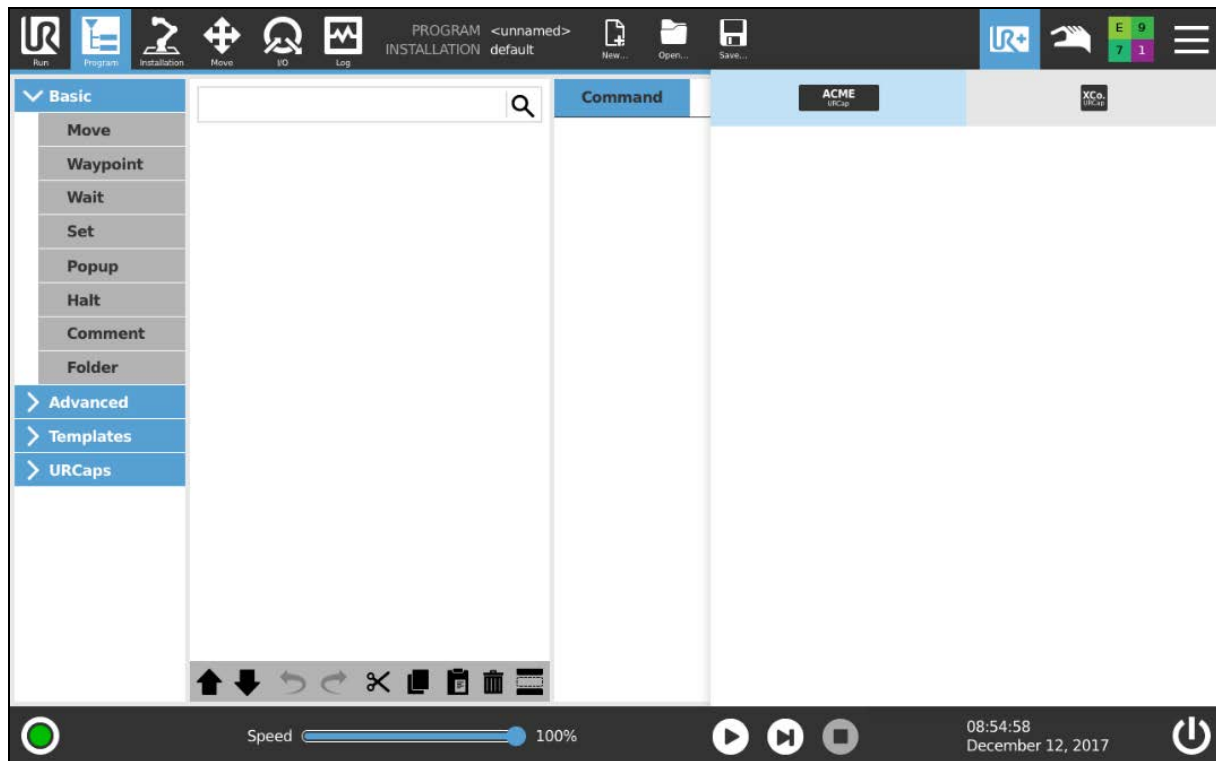 UR
Run
Program
Installation
Move
I/O
Log
PROGRAM <unnamed>
INSTALLATION default
New...
Open...
Save...
UR+
E 9
7 1
Basic
Move
Waypoint
Wait
Set
Popup
Halt
Comment
Folder
Advanced
Templates
URCaps
Command
ACME
URCap
XCo.
URCap
Speed 100%
08:54:58
December 12, 2017